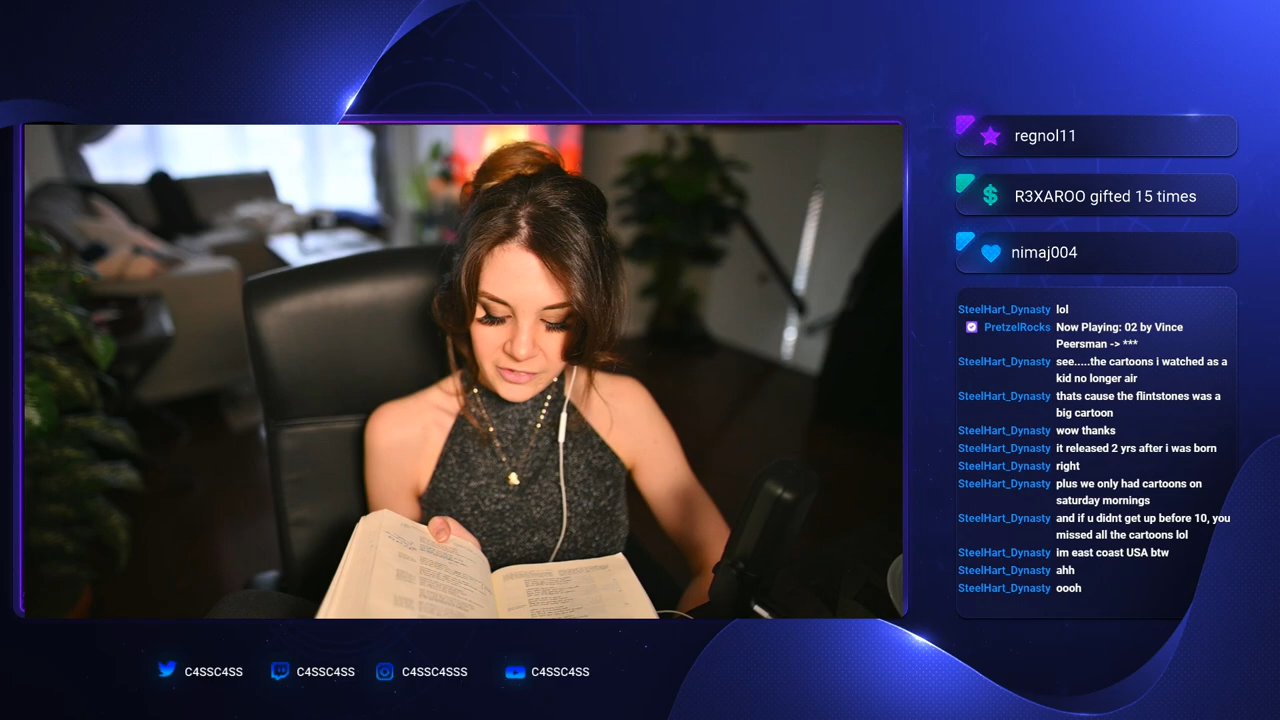 regnol11
R3XAROO gifted 15 times
nimaj004
SteelHart_Dynasty lol
PretzelRocks Now Playing: 02 by Vince
Peersman -> ***
SteelHart_Dynasty see.....the cartoons i watched as a
kid no longer air
SteelHart_Dynasty thats cause the flintstones was a
big cartoon
SteelHart_Dynasty wow thanks
SteelHart_Dynasty it released 2 yrs after i was born
SteelHart_Dynasty right
SteelHart_Dynasty plus we only had cartoons on
saturday mornings
SteelHart_Dynasty and if u didnt get up before 10, you
missed all the cartoons lol
SteelHart_Dynasty im east coast USA btw
SteelHart_Dynasty ahh
SteelHart_Dynasty oooh
C4SSC4SS C4SSC4SS C4SSC4SSS C4SSC4SS